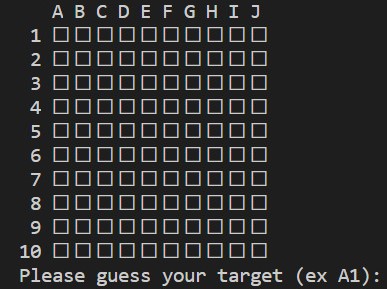 A B C D E F G H I J
1 □ □ □ □ □ □ □ □ □ □
2 □ □ □ □ □ □ □ □ □ □
3 □ □ □ □ □ □ □ □ □ □
4 □ □ □ □ □ □ □ □ □ □
5 □ □ □ □ □ □ □ □ □ □
6 □ □ □ □ □ □ □ □ □ □
7 □ □ □ □ □ □ □ □ □ □
8 □ □ □ □ □ □ □ □ □ □
9 □ □ □ □ □ □ □ □ □ □
10 □ □ □ □ □ □ □ □ □ □
Please guess your target (ex A1):